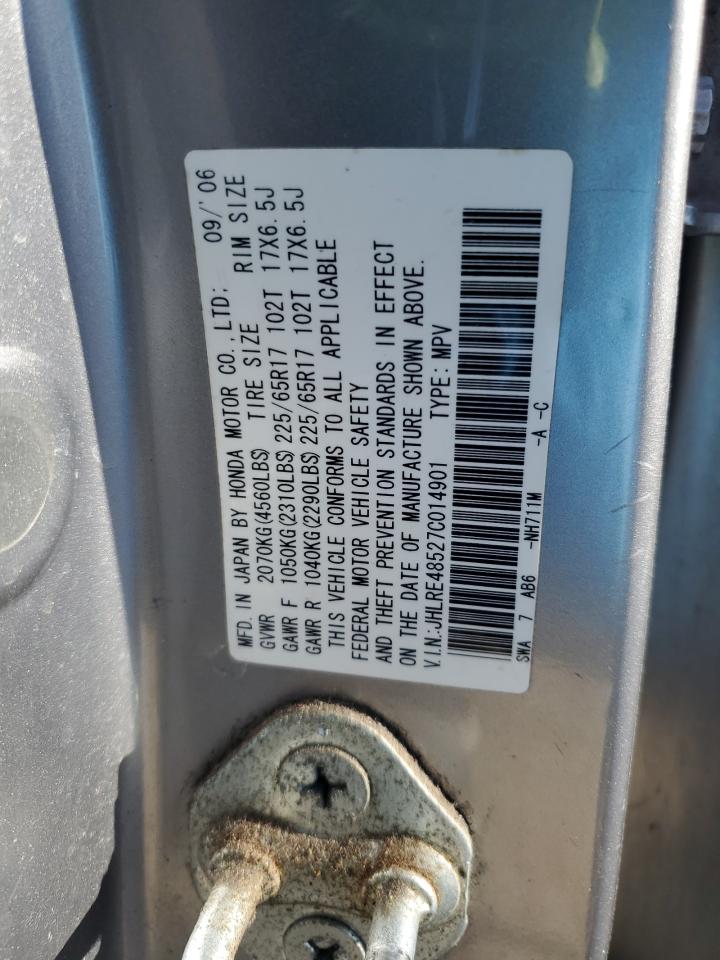 MFD. IN JAPAN BY HONDA MOTOR CO., LTD; 09/'06
GVWR 2070KG(4560LBS) TIRE SIZE RIM SIZE
GAWR F 1050KG(2310LBS) 225/65R17 102T 17X6.5J
GAWR R 1040KG(2290LBS) 225/65R17 102T 17X6.5J
THIS VEHICLE CONFORMS TO ALL APPLICABLE
FEDERAL MOTOR VEHICLE SAFETY
AND THEFT PREVENTION STANDARDS IN EFFECT
ON THE DATE OF MANUFACTURE SHOWN ABOVE.
V.I.N.:JHLRE48527C014901 TYPE: MPV
SWA 7 AB6 -NH711M -A -C